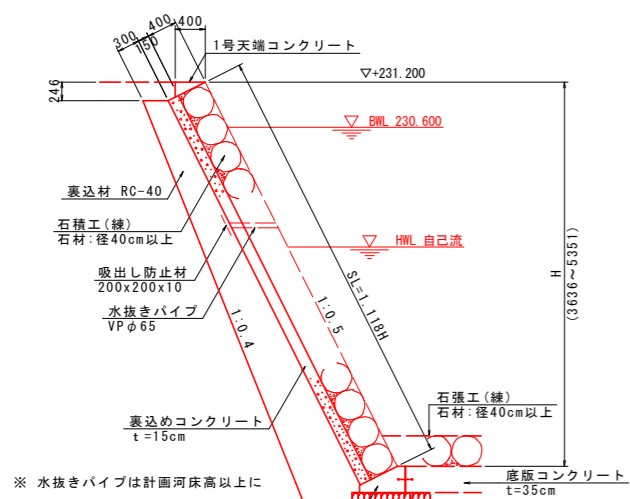 300
150
400
400
1号天端コンクリート
246
▽+231.200
BWL 230.600
裏込材 RC-40
石積工(練)
石材:径40cm以上
HWL 自己流
吸出し防止材
200x200x10
水抜きパイプ
VPφ65
SL=1.118H
1:0.5
1:0.4
H
(3636~5351)
裏込めコンクリート
t=15cm
石張工(練)
石材:径40cm以上
底版コンクリート
t=35cm
※ 水抜きパイプは計画河床高以上に